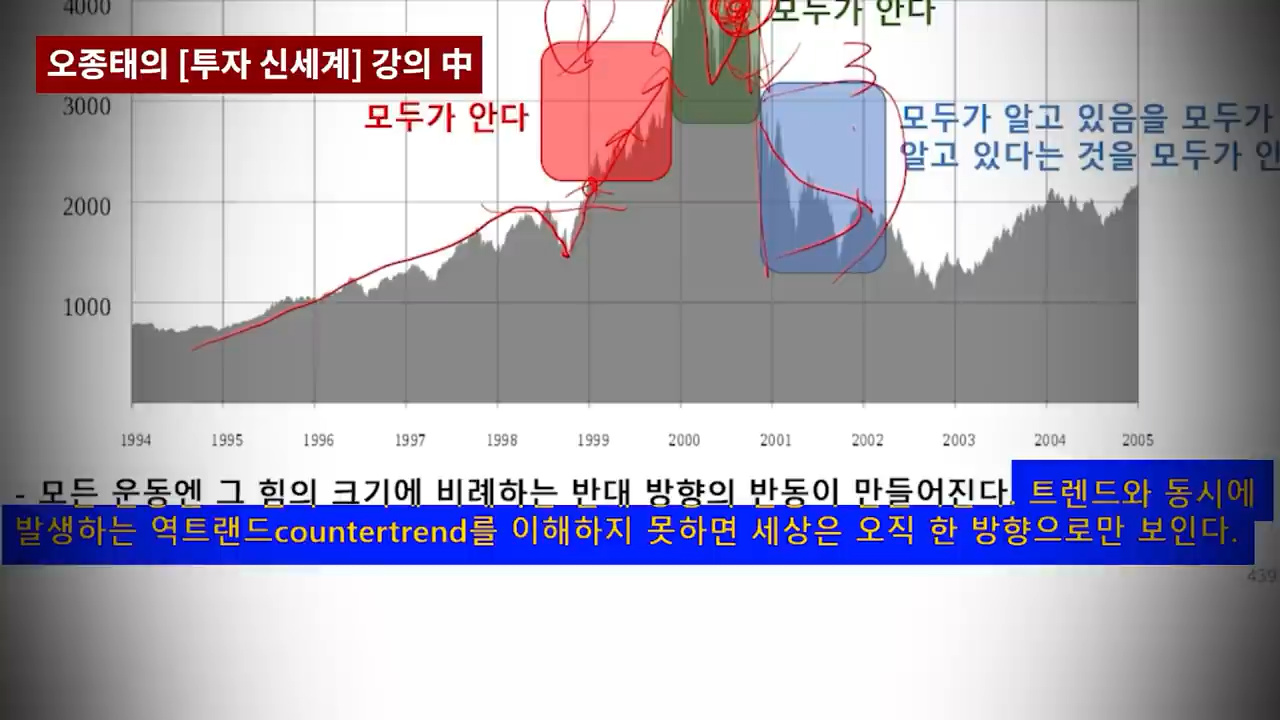 4000
모두가 안다
오종태의 [투자 신세계] 강의 中
3
3000
모두가 안다
모두가 알고 있음을 모두가
알고 있다는 것을 모두가
2000
1000
1994 1995 1996 1997 1998 1999 2000 2001 2002 2003 2004 2005
- 모든 운동엔 그 힘의 크기에 비례하는 반대 방향의 반동이 만들어진다. 트렌드와 동시에
발생하는 역트랜드countertrend를 이해하지 못하면 세상은 오직 한 방향으로만 보인다.
439